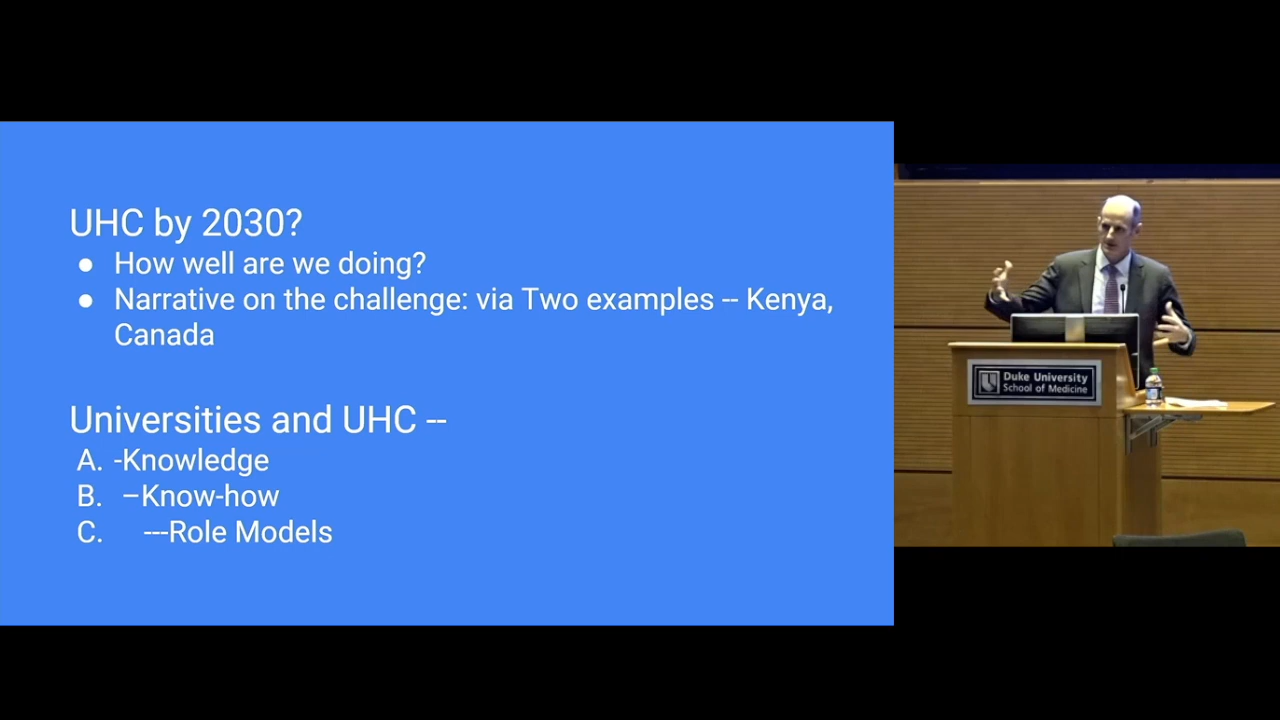 UHC by 2030?
● How well are we doing?
● Narrative on the challenge: via Two examples -- Kenya,
Canada
Universities and UHC --
A. -Knowledge
B. –Know-how
C. ---Role Models
Duke University
School of Medicine